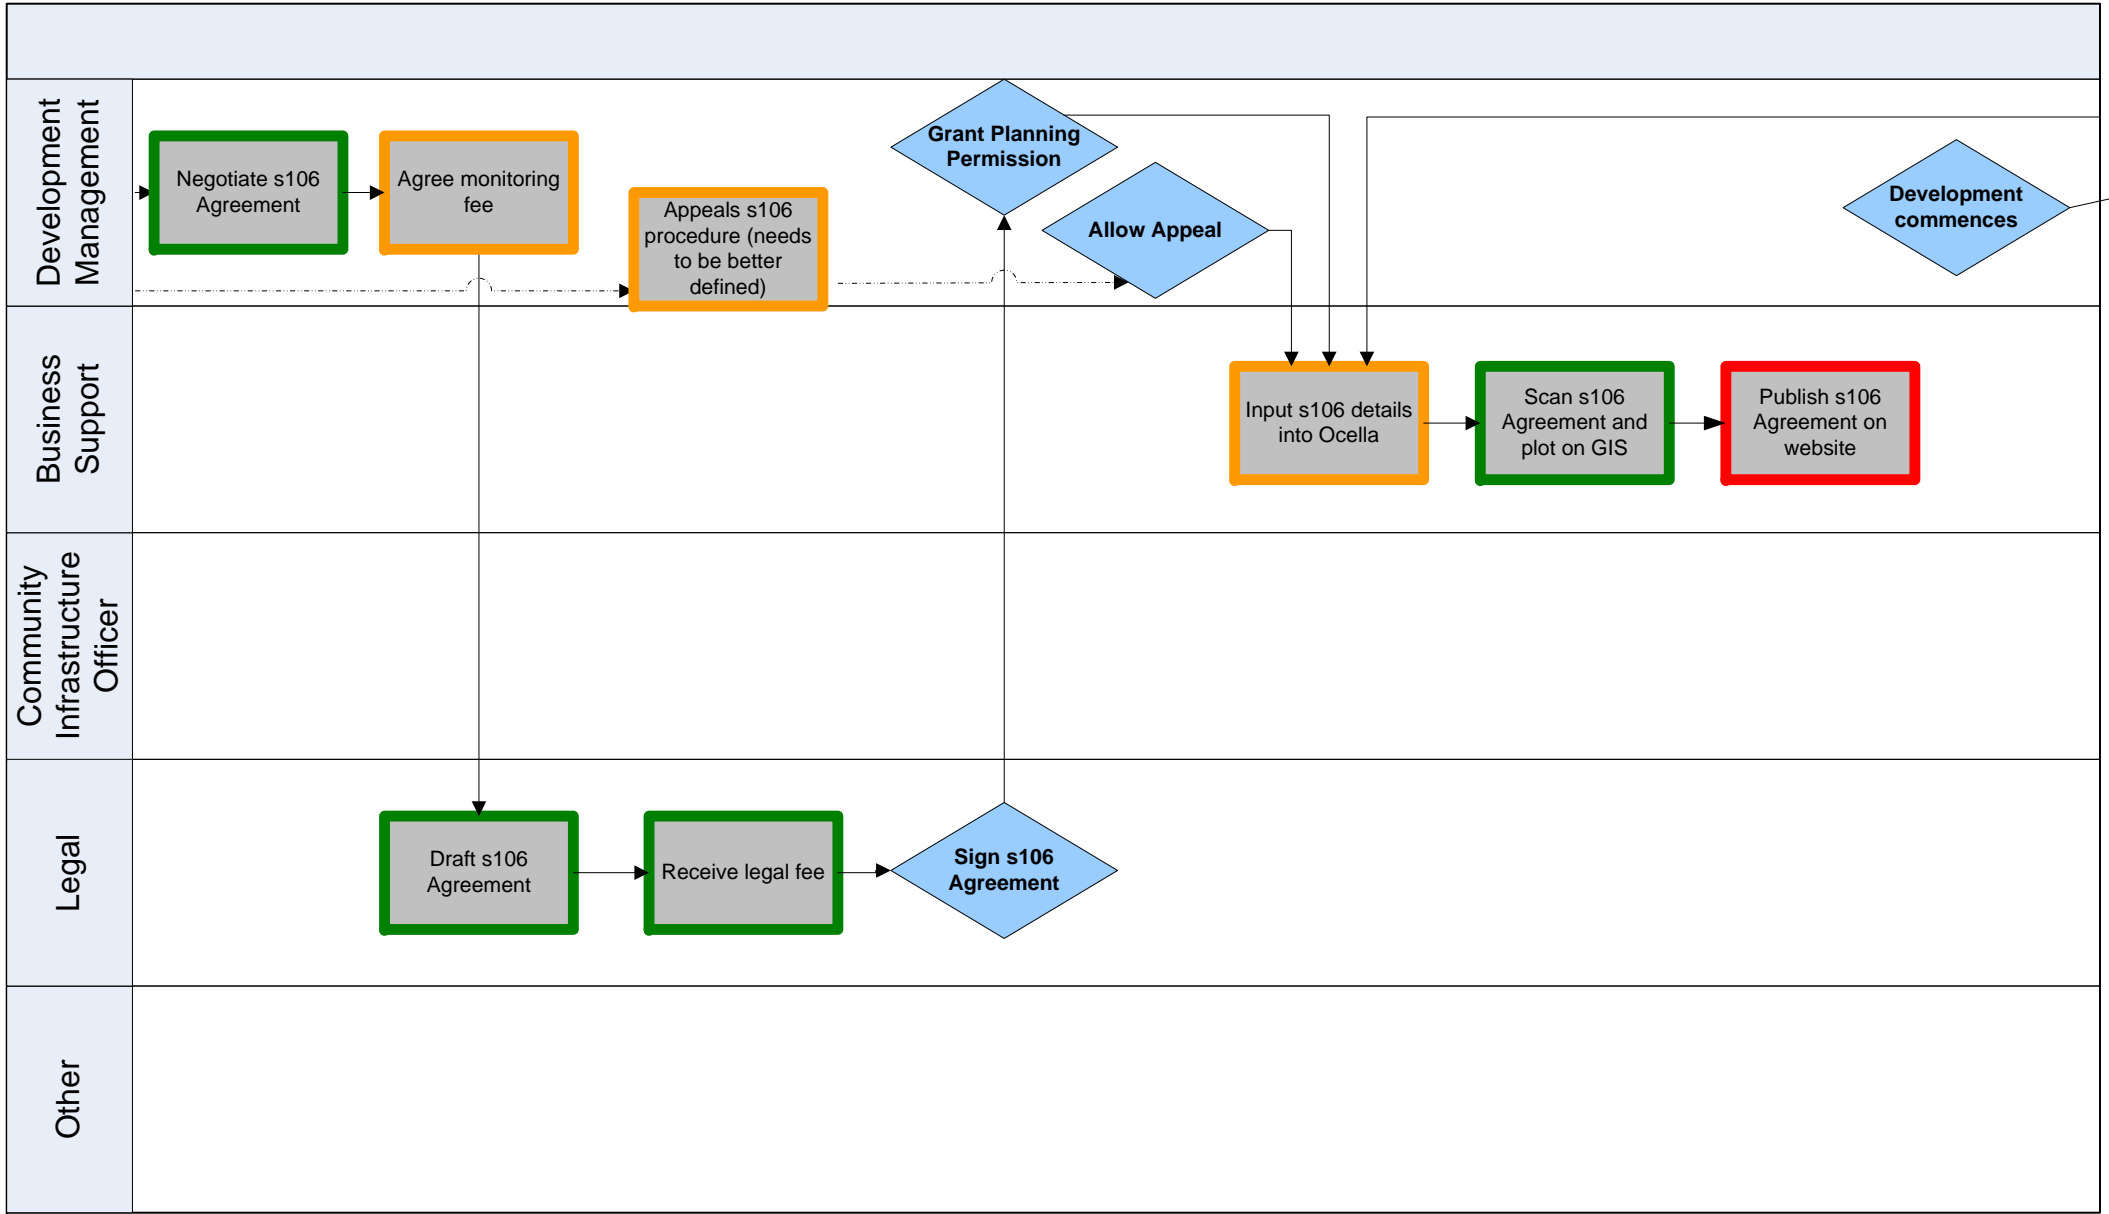 Development
Management
Negotiate s106
Agreement
Agree monitoring
fee
Appeals s106
procedure (needs
to be better
defined)
Grant Planning
Permission
Allow Appeal
Development
commences
Business
Support
Input s106 details
into Ocella
Scan s106
Agreement and
plot on GIS
Publish s106
Agreement on
website
Community
Infrastructure
Officer
Legal
Draft s106
Agreement
Receive legal fee
Sign s106
Agreement
Other